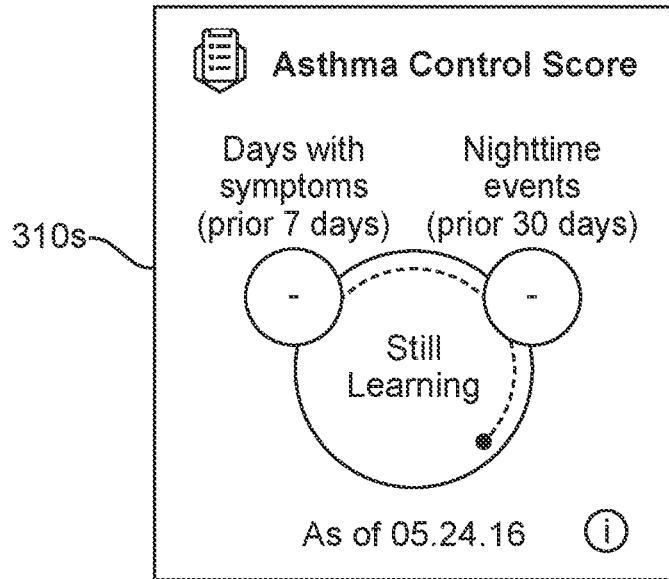 Asthma Control Score
Days with
symptoms
(prior 7 days)
Nighttime
events
(prior 30 days)
310s
-
-
Still
Learning
As of 05.24.16
i